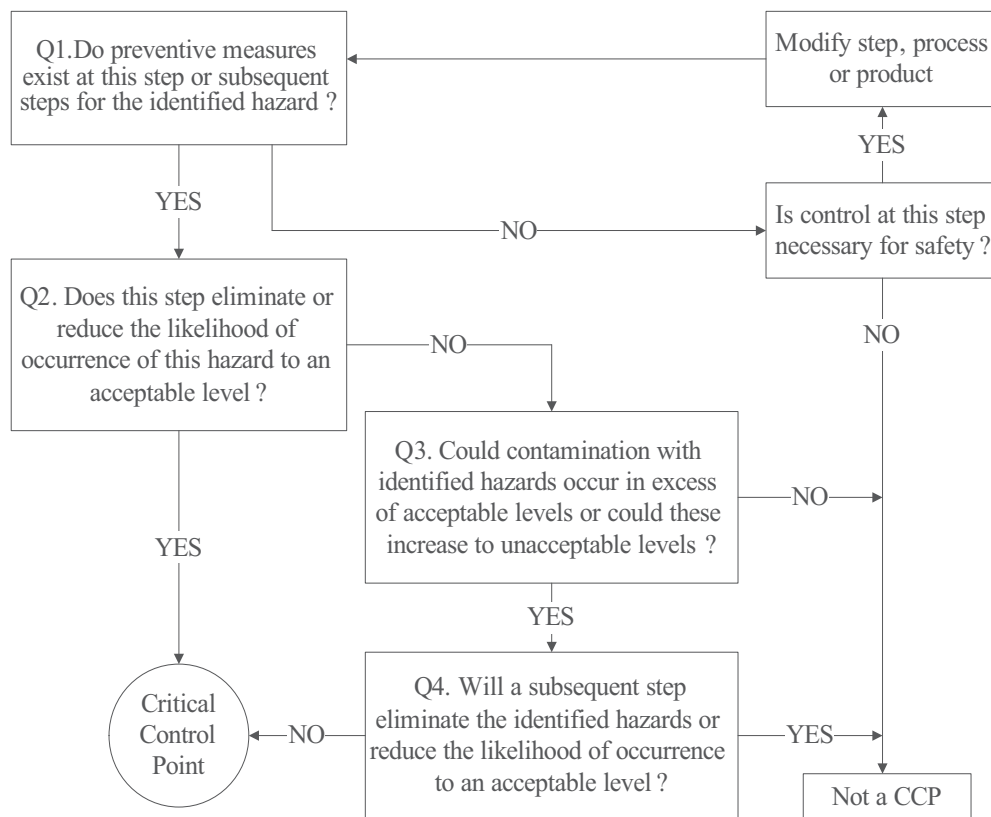 Q1.Do preventive measures
exist at this step or subsequent
steps for the identified hazard ?
Modify step, process
or product
YES
YES
NO
Is control at this step
necessary for safety ?
Q2. Does this step eliminate or
reduce the likelihood of
occurrence of this hazard to an
acceptable level ?
NO
NO
Q3. Could contamination with
identified hazards occur in excess
of acceptable levels or could these
increase to unacceptable levels ?
NO
YES
YES
Q4. Will a subsequent step
eliminate the identified hazards or
reduce the likelihood of occurrence
to an acceptable level ?
Critical
Control
Point
NO
YES
Not a CCP